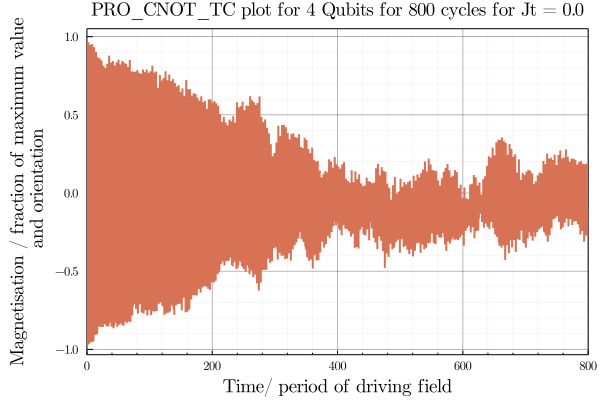 PRO_CNOT_TC plot for 4 Qubits for 800 cycles for Jt = 0.0
Magnetisation / fraction of maximum value
and orientation
1.0
0.5
0.0
−0.5
−1.0
0 200 400 600 800
Time/ period of driving field